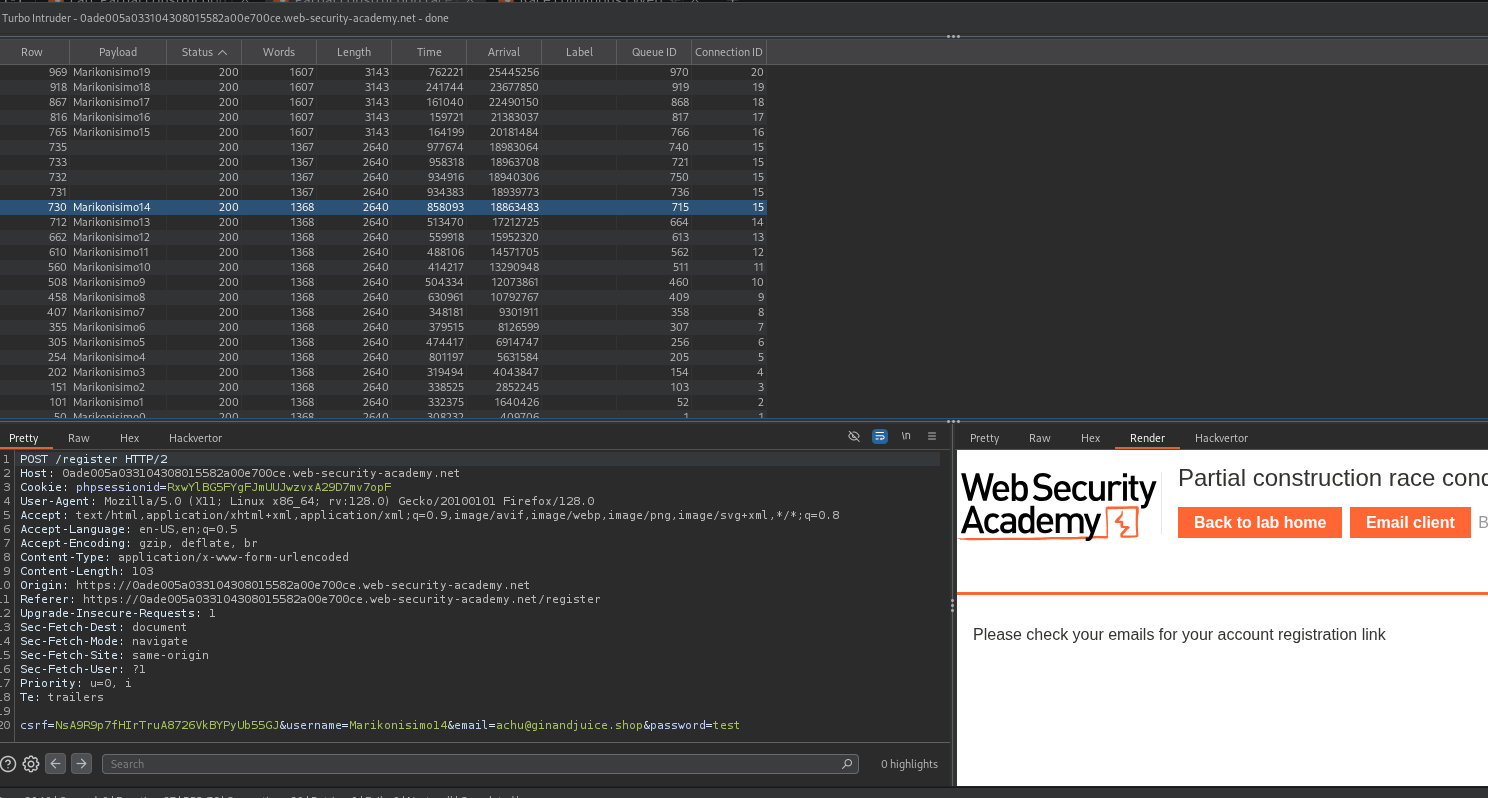 Turbo Intruder - 0ade005a033104308015582a00e700ce.web-security-academy.net - done
Row Payload Status Words Length Time Arrival Label Queue ID Connection ID
969 Marikonisimo19 200 1607 3143 762221 25445256 970 20
918 Marikonisimo18 200 1607 3143 241744 23677850 919 19
867 Marikonisimo17 200 1607 3143 161040 22490150 868 18
816 Marikonisimo16 200 1607 3143 159721 21383037 817 17
765 Marikonisimo15 200 1607 3143 164199 20181484 766 16
735 200 1367 2640 977674 18983064 740 15
733 200 1367 2640 958318 18963708 721 15
732 200 1367 2640 934916 18940306 750 15
731 200 1367 2640 934383 18939773 736 15
730 Marikonisimo14 200 1368 2640 858093 18863483 715 15
712 Marikonisimo13 200 1368 2640 513470 17212725 664 14
662 Marikonisimo12 200 1368 2640 559918 15952320 613 13
610 Marikonisimo11 200 1368 2640 488106 14571705 562 12
560 Marikonisimo10 200 1368 2640 414217 13290948 511 11
508 Marikonisimo9 200 1368 2640 504334 12073861 460 10
458 Marikonisimo8 200 1368 2640 630961 10792767 409 9
407 Marikonisimo7 200 1368 2640 348181 9301911 358 8
355 Marikonisimo6 200 1368 2640 379515 8126599 307 7
305 Marikonisimo5 200 1368 2640 474417 6914747 256 6
254 Marikonisimo4 200 1368 2640 801197 5631584 205 5
202 Marikonisimo3 200 1368 2640 319494 4043847 154 4
151 Marikonisimo2 200 1368 2640 338525 2852245 103 3
101 Marikonisimo1 200 1368 2640 332375 1640426 52 2
50 Marikonisimo0 200 1368 2640 308232 409706 1 1
Pretty Raw Hex Hackvertor \n
1 POST /register HTTP/2
2 Host: 0ade005a033104308015582a00e700ce.web-security-academy.net
3 Cookie: phpsessionid=RxwYlBG5FYgFJmUUJwzvxA29D7mv7opF
4 User-Agent: Mozilla/5.0 (X11; Linux x86_64; rv:128.0) Gecko/20100101 Firefox/128.0
5 Accept: text/html,application/xhtml+xml,application/xml;q=0.9,image/avif,image/webp,image/png,image/svg+xml,*/*;q=0.8
6 Accept-Language: en-US,en;q=0.5
7 Accept-Encoding: gzip, deflate, br
8 Content-Type: application/x-www-form-urlencoded
9 Content-Length: 103
10 Origin: https://0ade005a033104308015582a00e700ce.web-security-academy.net
11 Referer: https://0ade005a033104308015582a00e700ce.web-security-academy.net/register
12 Upgrade-Insecure-Requests: 1
13 Sec-Fetch-Dest: document
14 Sec-Fetch-Mode: navigate
15 Sec-Fetch-Site: same-origin
16 Sec-Fetch-User: ?1
17 Priority: u=0, i
18 Te: trailers
19
20 csrf=NsA9R9p7fHIrTruA8726VkBYPyUb55GJ&username=Marikonisimo14&email=achu@ginandjuice.shop&password=test
Search
0 highlights
Pretty Raw Hex Render Hackvertor
Web Security
Academy
Partial construction race cond
Back to lab home Email client B
Please check your emails for your account registration link